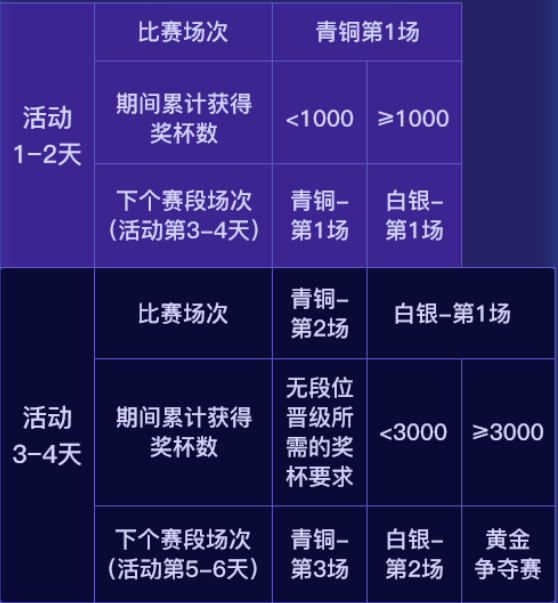 比赛场次
青铜第1场
活动
1-2天
期间累计获得
奖杯数
<1000
≥1000
下个赛段场次
(活动第3-4天)
青铜-
第1场
白银-
第1场
活动
3-4天
比赛场次
青铜-
第2场
白银-第1场
期间累计获得
奖杯数
无段位
晋级所
需的奖
杯要求
<3000
≥3000
下个赛段场次
(活动第5-6天)
青铜-
第3场
白银-
第2场
黄金
争夺赛